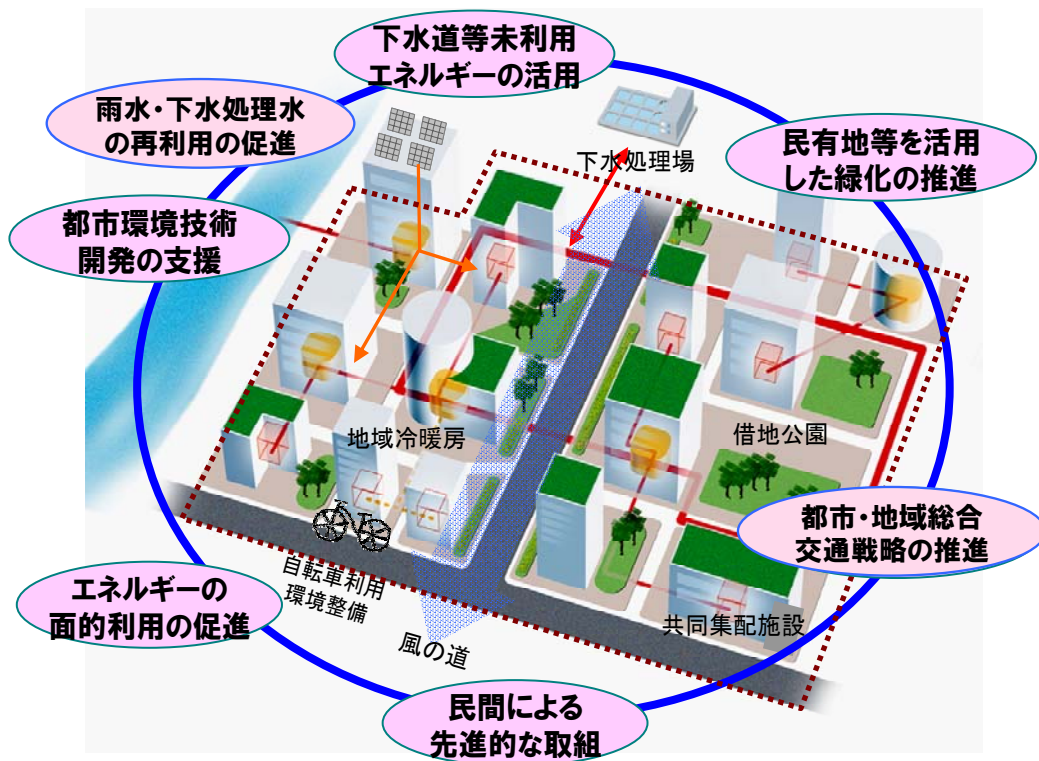 下水道等未利用
エネルギーの活用
雨水・下水処理水
の再利用の促進
下水処理場
民有地等を活用
した緑化の推進
都市環境技術
開発の支援
地域冷暖房
借地公園
都市・地域総合
交通戦略の推進
エネルギーの
面的利用の促進
自転車利用
環境整備
風の道
共同集配施設
民間による
先進的な取組